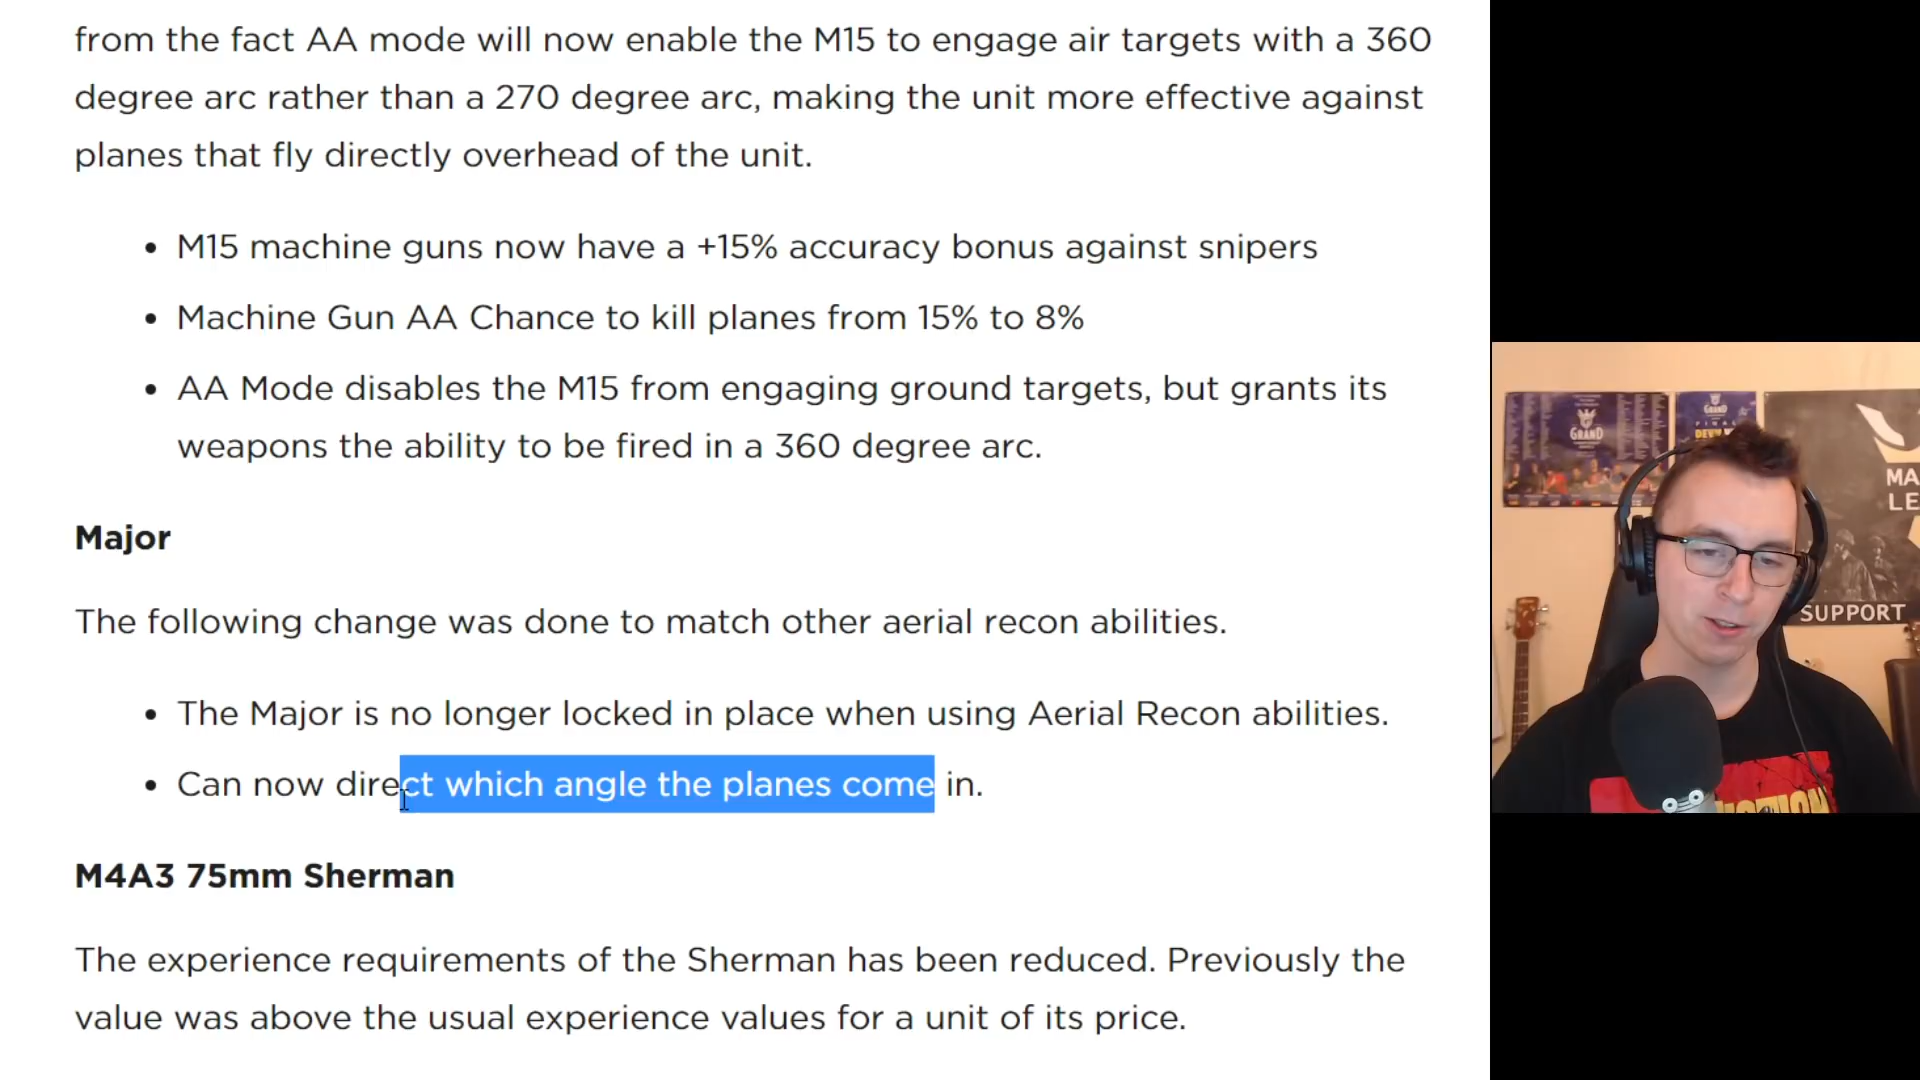 from the fact AA mode will now enable the M15 to engage air targets with a 360
degree arc rather than a 270 degree arc, making the unit more effective against
planes that fly directly overhead of the unit.
• M15 machine guns now have a +15% accuracy bonus against snipers
• Machine Gun AA Chance to kill planes from 15% to 8%
• AA Mode disables the M15 from engaging ground targets, but grants its
weapons the ability to be fired in a 360 degree arc.
Major
The following change was done to match other aerial recon abilities.
• The Major is no longer locked in place when using Aerial Recon abilities.
• Can now direct which angle the planes come in.
M4A3 75mm Sherman
The experience requirements of the Sherman has been reduced. Previously the
value was above the usual experience values for a unit of its price.
GRAND
GRAND
FINAL
MA
LE
SUPPORT